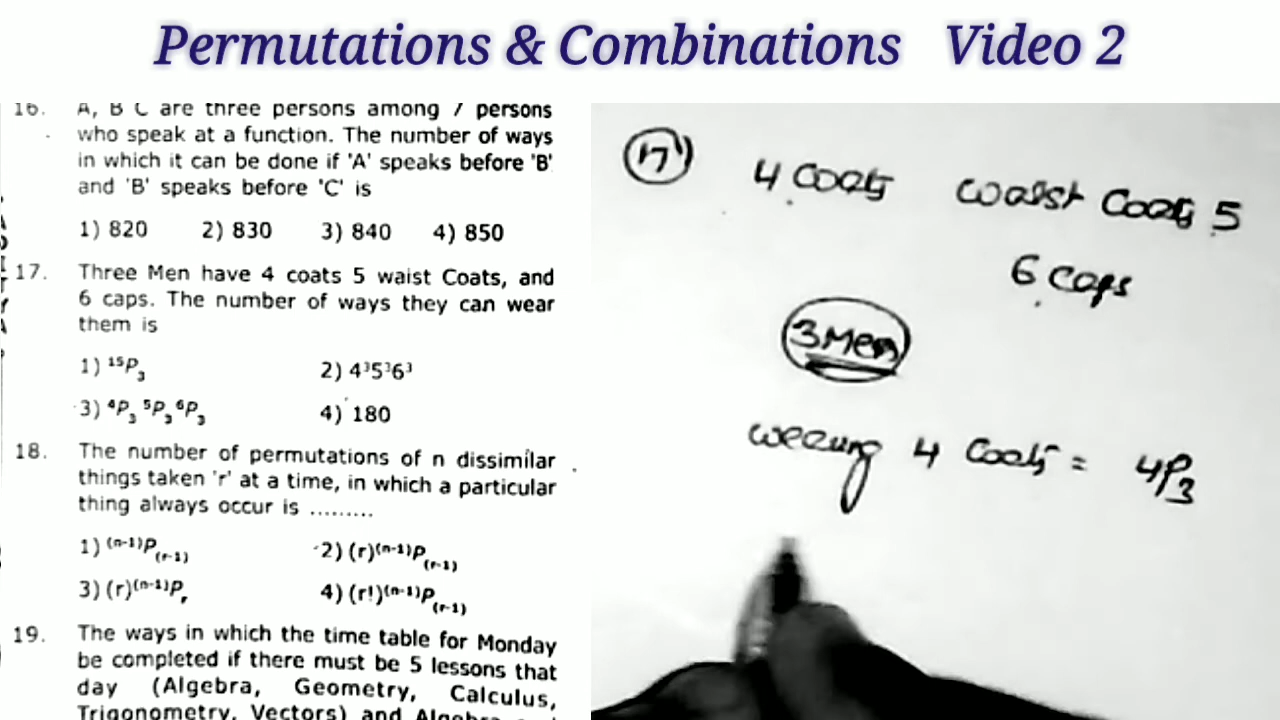 Permutations & Combinations Video 2
16. A, B C are three persons among 7 persons
who speak at a function. The number of ways
in which it can be done if 'A' speaks before 'B'
and 'B' speaks before 'C' is
1) 820 2) 830 3) 840 4) 850
17. Three Men have 4 coats 5 waist Coats, and
6 caps. The number of ways they can wear
them is
1) ¹⁵P₃ 2) 4³5³6³
3) ⁴P₃ ⁵P₃ ⁶P₃ 4) 180
18. The number of permutations of n dissimilar
things taken 'r' at a time, in which a particular
thing always occur is .........
1) ⁽ⁿ⁻¹⁾P₍ᵣ₋₁₎ 2) (r)⁽ⁿ⁻¹⁾P₍ᵣ₋₁₎
3) (r)⁽ⁿ⁻¹⁾Pᵣ 4) (r!)⁽ⁿ⁻¹⁾P₍ᵣ₋₁₎
19. The ways in which the time table for Monday
be completed if there must be 5 lessons that
day (Algebra, Geometry, Calculus,
Trigonometry, Vectors) and Algebra
17) 4 Coats waist Coats 5
6 Caps
3 Men
4 Coats = 4P₃